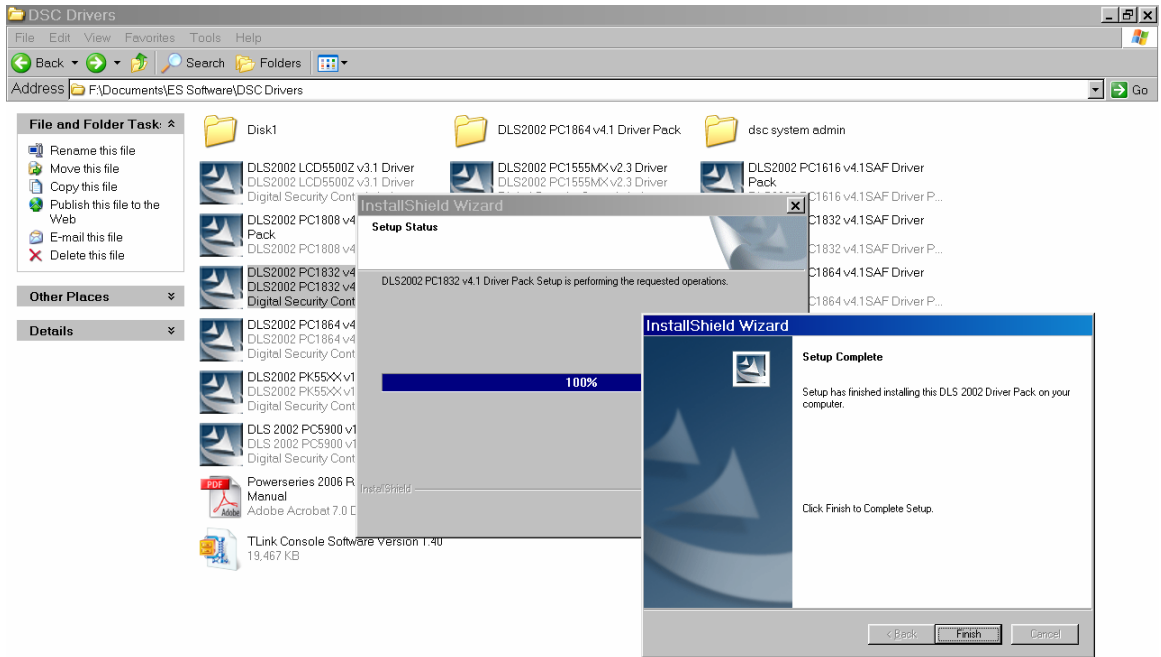 DSC Drivers
File Edit View Favorites Tools Help
Back Search Folders
Address F:\Documents\ES Software\DSC Drivers Go
File and Folder Task:
Rename this file
Move this file
Copy this file
Publish this file to the
Web
E-mail this file
Delete this file
Other Places
Details
Disk1
DLS2002 PC1864 v4.1 Driver Pack
dsc system admin
DLS2002 LCD5500Z v3.1 Driver
DLS2002 LCD5500Z v3.1 Driver
Digital Security Cont
DLS2002 PC1555MX v2.3 Driver
DLS2002 PC1555MX v2.3 Driver
DLS2002 PC1616 v4.1SAF Driver
Pack
PC1616 v4.1SAF Driver P...
DLS2002 PC1808 v4
Pack
DLS2002 PC1808 v4
PC1832 v4.1SAF Driver
PC1832 v4.1SAF Driver P...
DLS2002 PC1832 v4
DLS2002 PC1832 v4
Digital Security Cont
PC1864 v4.1SAF Driver
PC1864 v4.1SAF Driver P...
DLS2002 PC1864 v4
DLS2002 PC1864 v4
Digital Security Cont
DLS2002 PK55XX v1
DLS2002 PK55XX v1
Digital Security Cont
DLS 2002 PC5900 v1
DLS 2002 PC5900 v1
Digital Security Cont
PDF
Adobe
Powerseries 2006 R
Manual
Adobe Acrobat 7.0 D
TLink Console Software Version 1.40
19,467 KB
InstallShield Wizard
Setup Status
DLS2002 PC1832 v4.1 Driver Pack Setup is performing the requested operations.
100%
InstallShield
InstallShield Wizard
Setup Complete
Setup has finished installing this DLS 2002 Driver Pack on your
computer.
Click Finish to Complete Setup.
< Back Finish Cancel